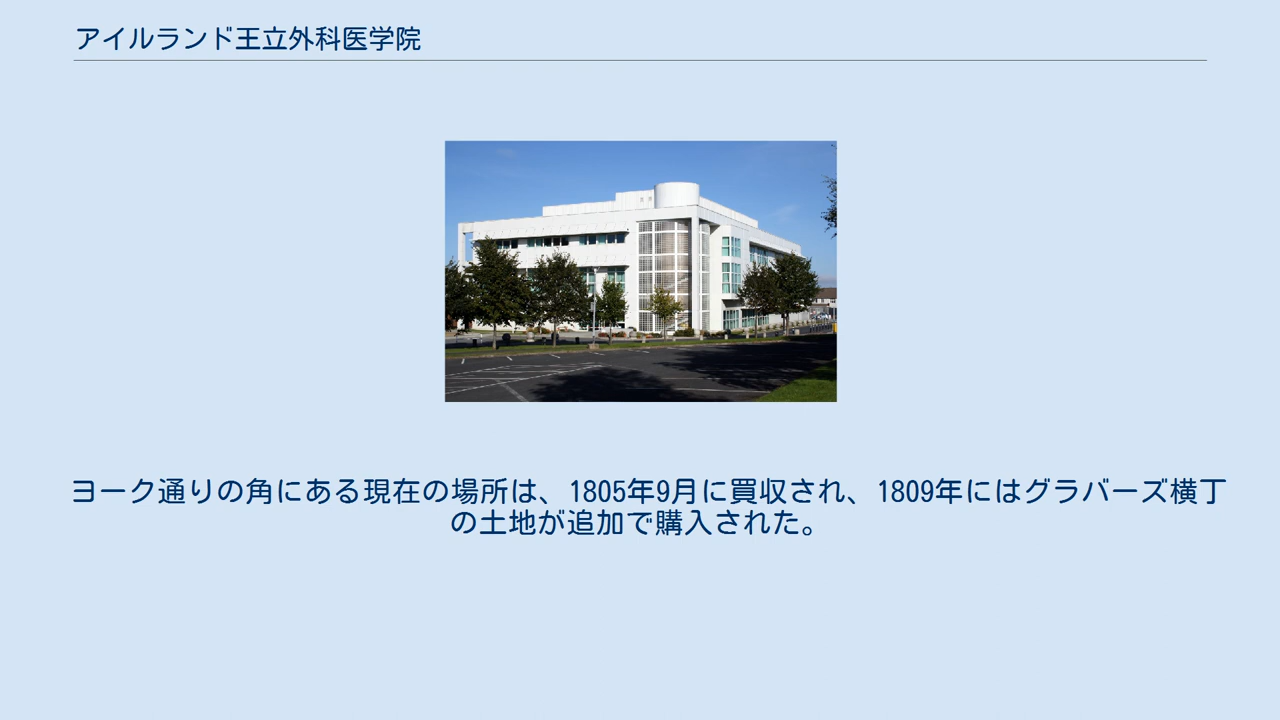 アイルランド王立外科医学院
ヨーク通りの角にある現在の場所は、1805年9月に買収され、1809年にはグラバーズ横丁
の土地が追加で購入された。